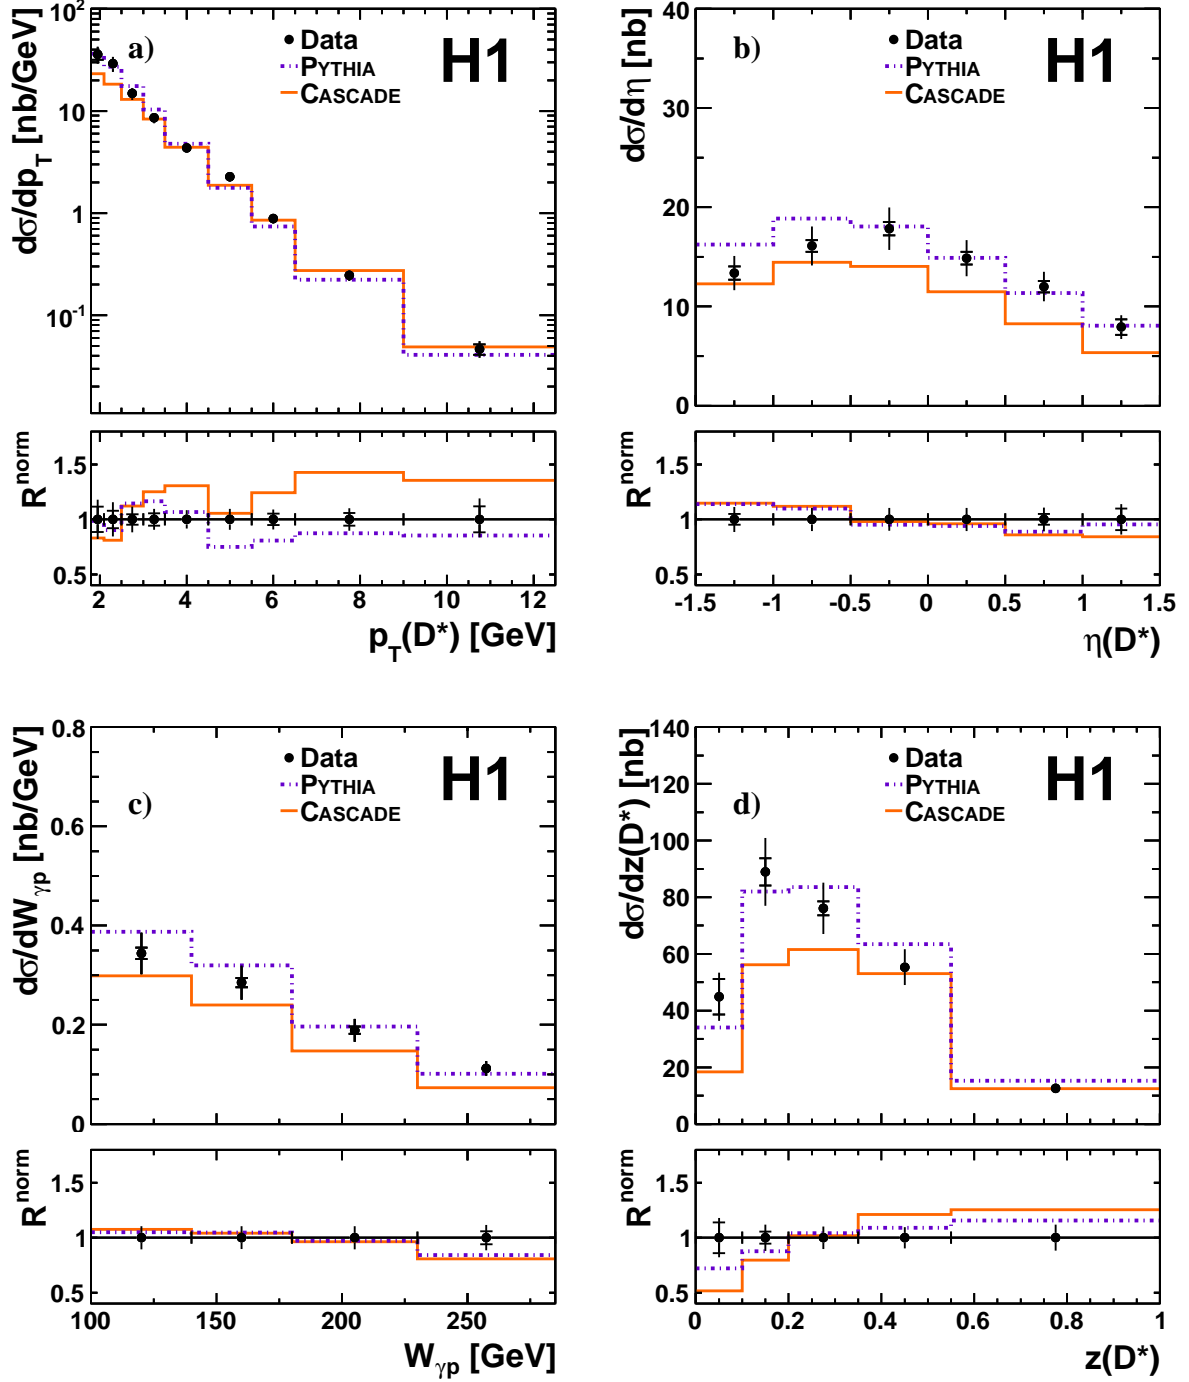 a)
Data
PYTHIA
CASCADE
H1
dσ/dp_T [nb/GeV]
10^2
10
1
10^-1
R^norm
1.5
1
0.5
2 4 6 8 10 12
p_T(D*) [GeV]
b)
Data
PYTHIA
CASCADE
H1
dσ/dη [nb]
40
30
20
10
0
R^norm
1.5
1
0.5
-1.5 -1 -0.5 0 0.5 1 1.5
η(D*)
c)
Data
PYTHIA
CASCADE
H1
dσ/dW_γp [nb/GeV]
0.8
0.6
0.4
0.2
0
R^norm
1.5
1
0.5
100 150 200 250
W_γp [GeV]
d)
Data
PYTHIA
CASCADE
H1
dσ/dz(D*) [nb]
140
120
100
80
60
40
20
0
R^norm
1.5
1
0.5
0 0.2 0.4 0.6 0.8 1
z(D*)